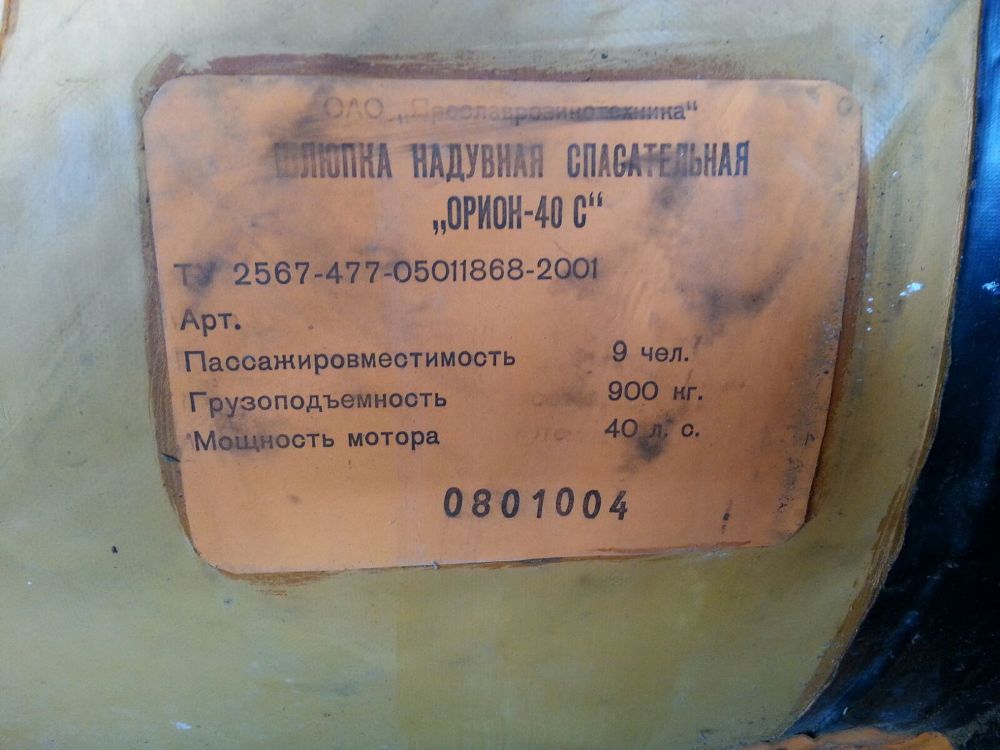 ОАО „Ярославрезинотехника“
ШЛЮПКА НАДУВНАЯ СПАСАТЕЛЬНАЯ
„ОРИОН-40 С“
ТУ 2567-477-05011868-2001
Арт.
Пассажировместимость 9 чел.
Грузоподъемность 900 кг.
Мощность мотора 40 л. с.
0801004